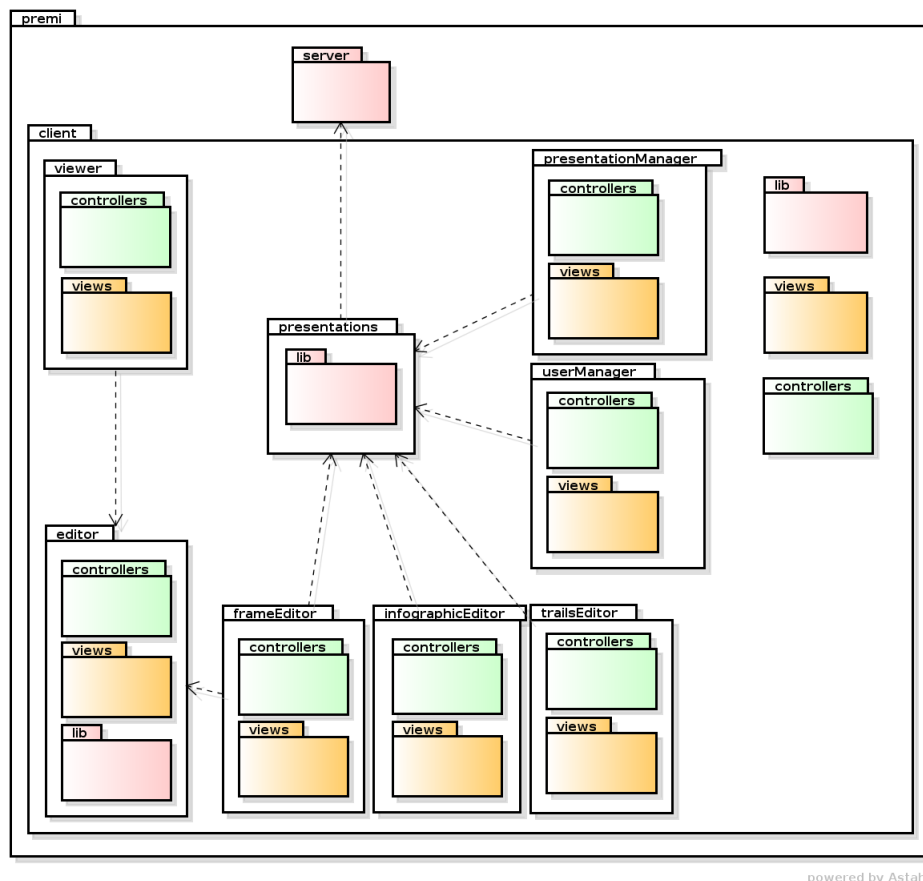 premi
server
client
viewer
controllers
views
presentationManager
controllers
views
lib
views
controllers
presentations
lib
userManager
controllers
views
editor
controllers
views
lib
frameEditor
controllers
views
infographicEditor
controllers
views
trailsEditor
controllers
views
powered by Astah